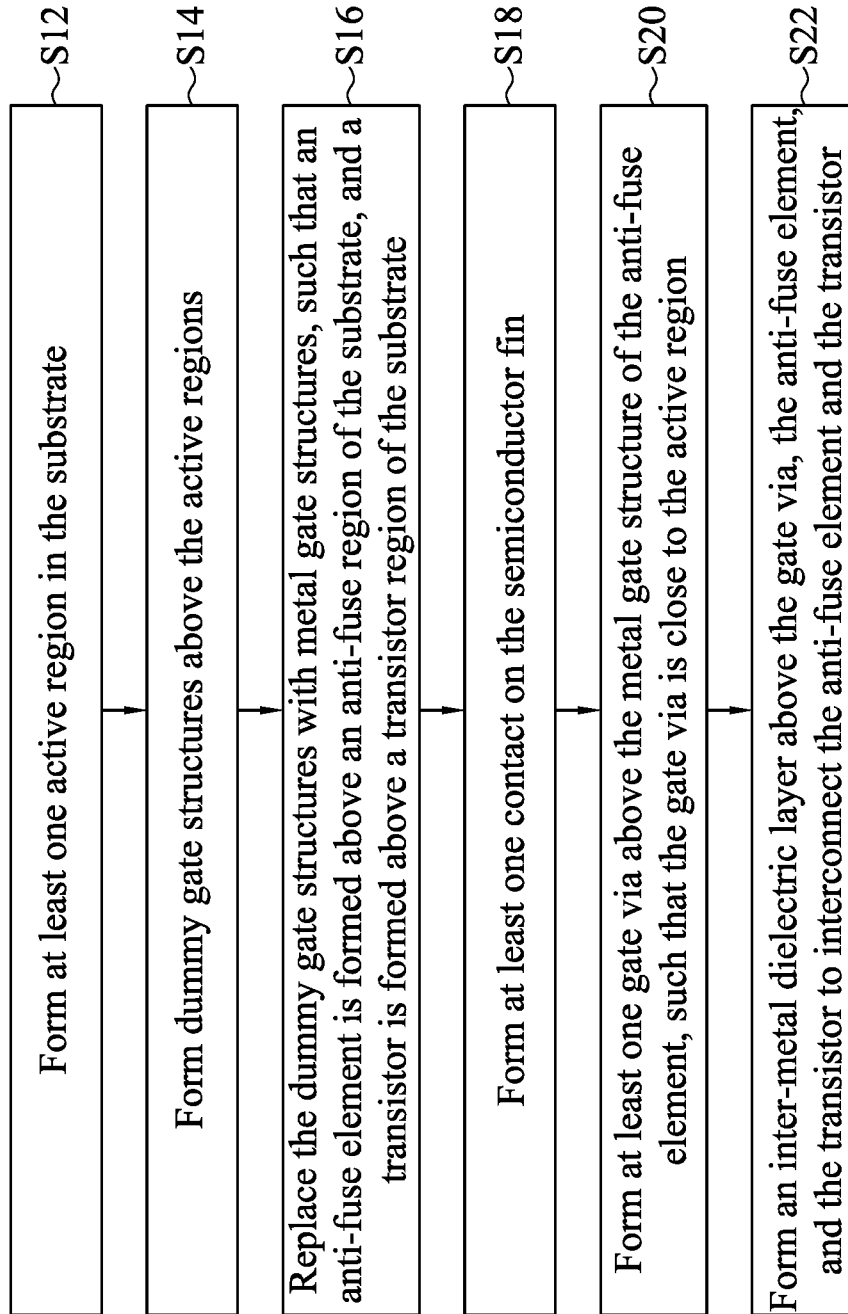 Form at least one active region in the substrate
S12
Form dummy gate structures above the active regions
S14
Replace the dummy gate structures with metal gate structures, such that an
anti-fuse element is formed above an anti-fuse region of the substrate, and a
transistor is formed above a transistor region of the substrate
S16
Form at least one contact on the semiconductor fin
S18
Form at least one gate via above the metal gate structure of the anti-fuse
element, such that the gate via is close to the active region
S20
Form an inter-metal dielectric layer above the gate via, the anti-fuse element,
and the transistor to interconnect the anti-fuse element and the transistor
S22